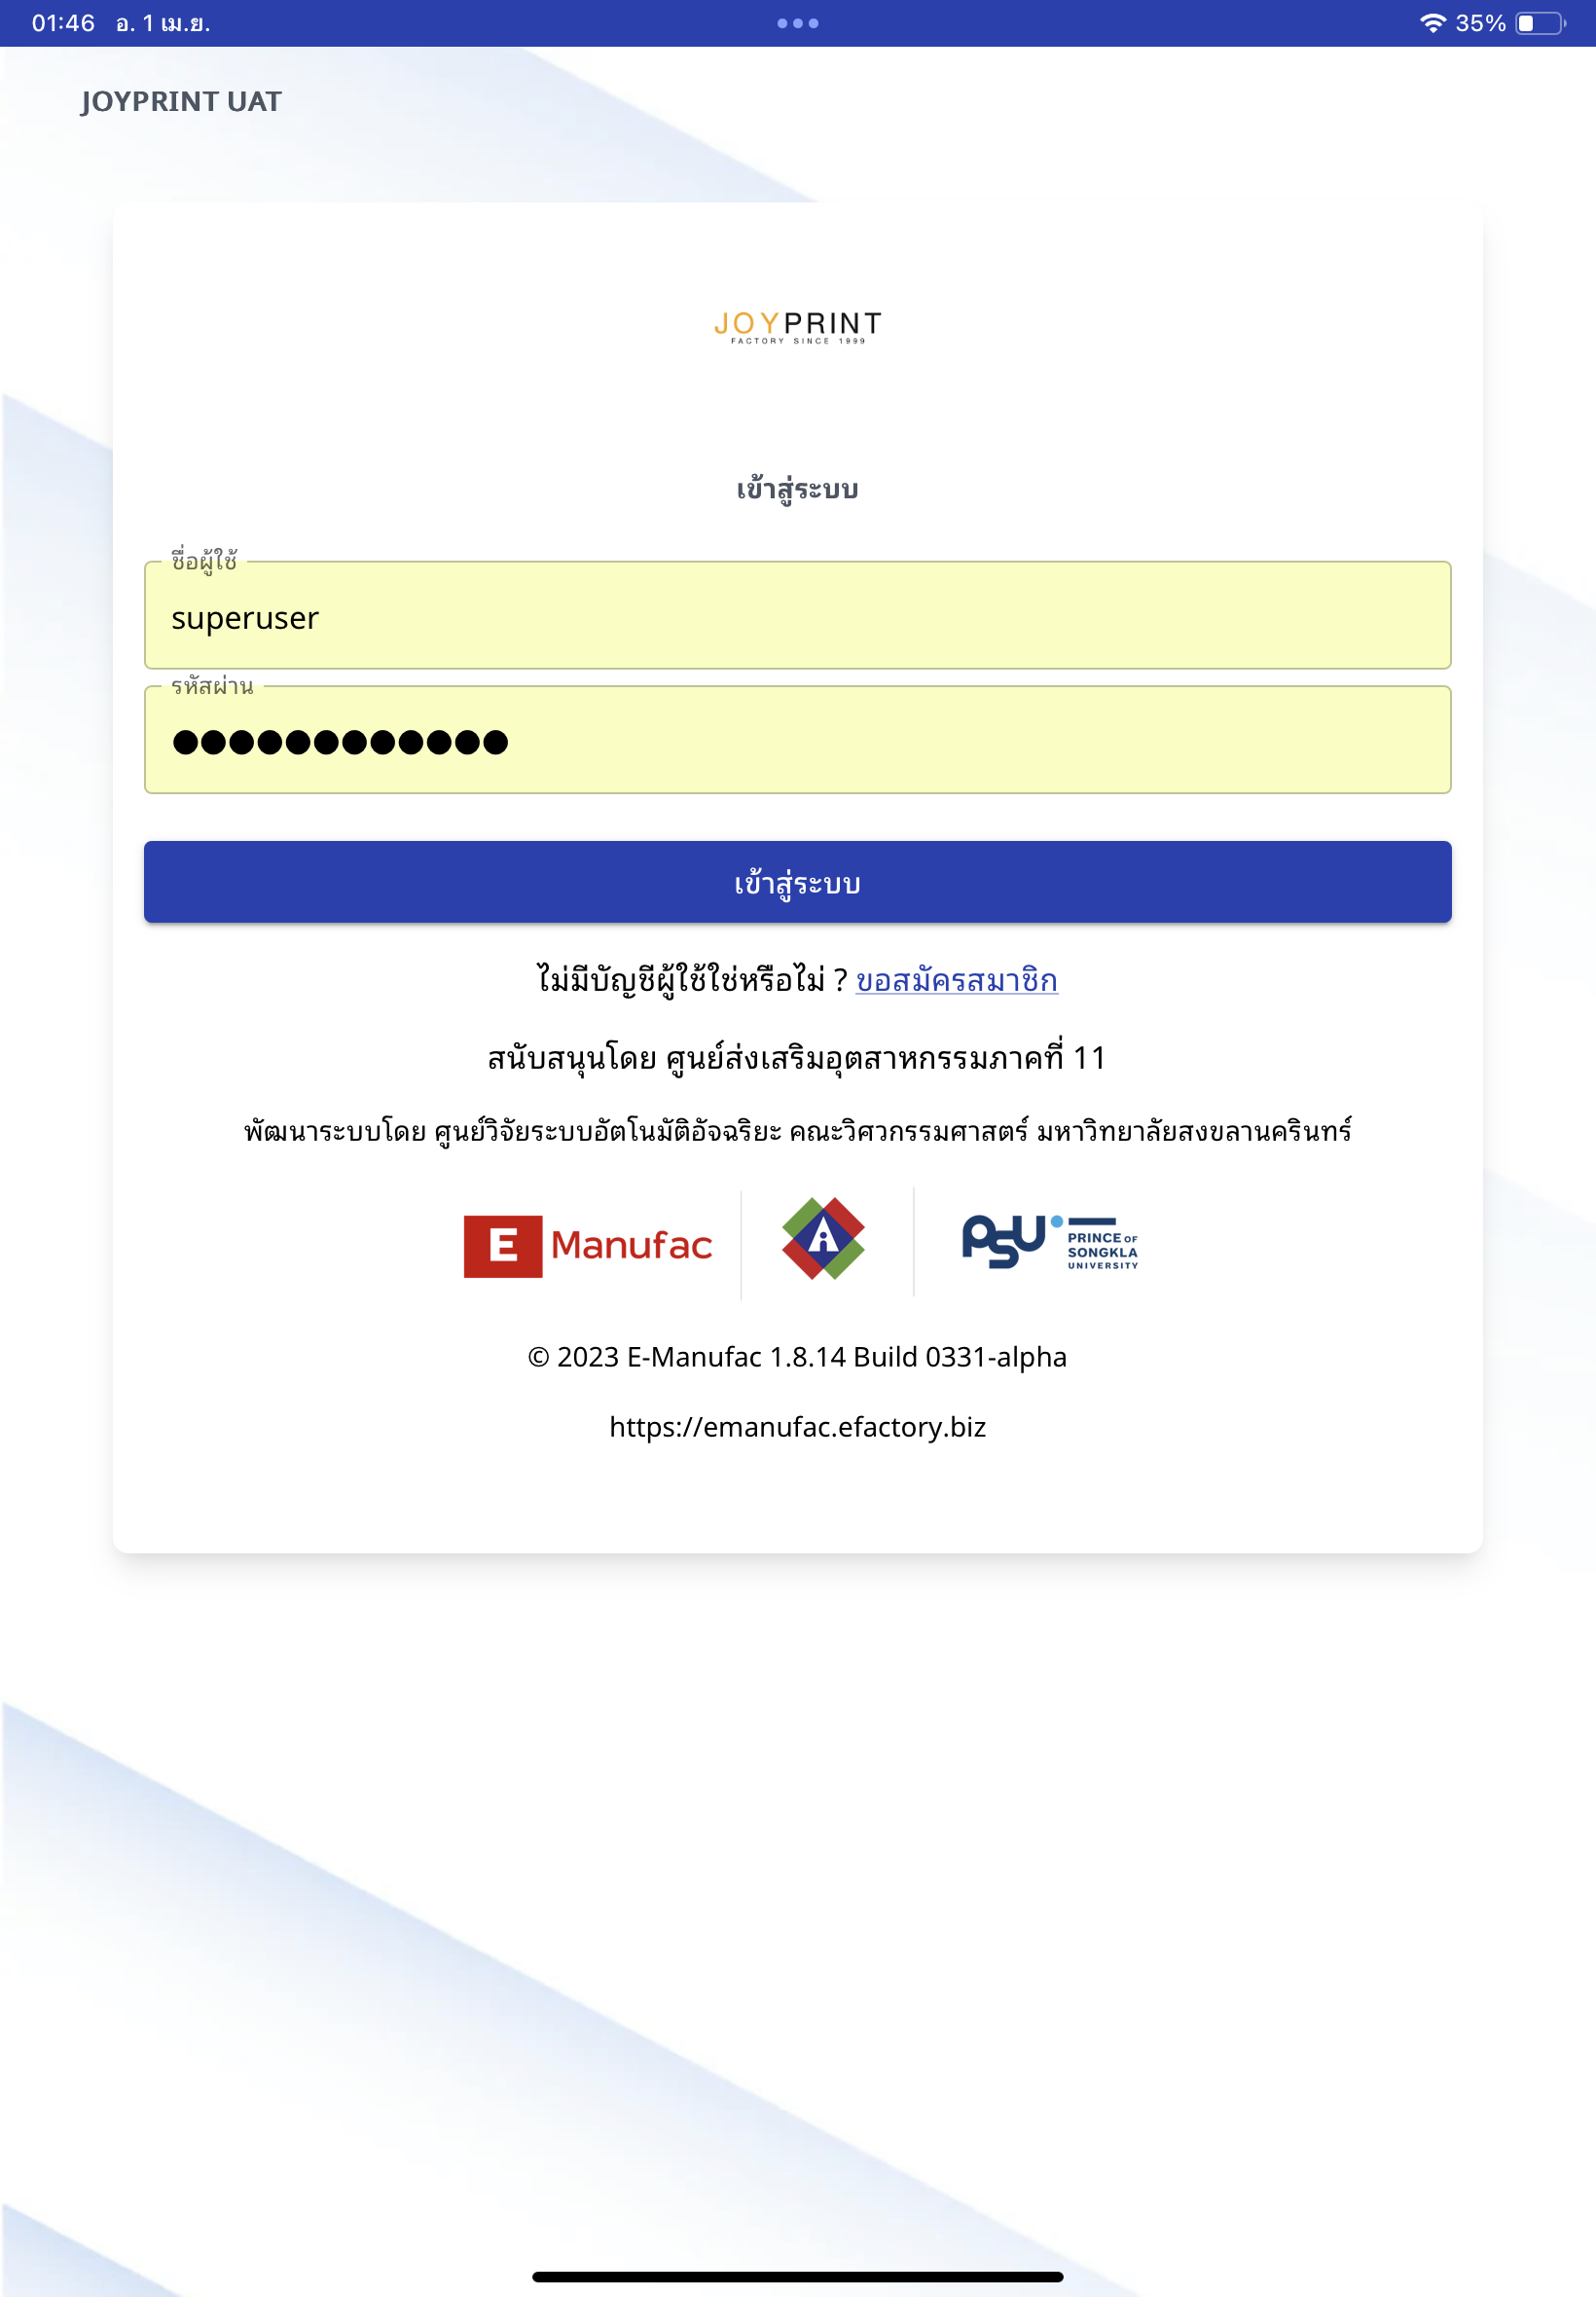 01:46 อ. 1 เม.ย. 35%
JOYPRINT UAT
JOYPRINT
FACTORY SINCE 1999
เข้าสู่ระบบ
ชื่อผู้ใช้
superuser
รหัสผ่าน
●●●●●●●●●●●●
เข้าสู่ระบบ
ไม่มีบัญชีผู้ใช้ใช่หรือไม่ ? ขอสมัครสมาชิก
สนับสนุนโดย ศูนย์ส่งเสริมอุตสาหกรรมภาคที่ 11
พัฒนาระบบโดย ศูนย์วิจัยระบบอัตโนมัติอัจฉริยะ คณะวิศวกรรมศาสตร์ มหาวิทยาลัยสงขลานครินทร์
E Manufac
PSU PRINCE OF
SONGKLA
UNIVERSITY
© 2023 E-Manufac 1.8.14 Build 0331-alpha
https://emanufac.efactory.biz